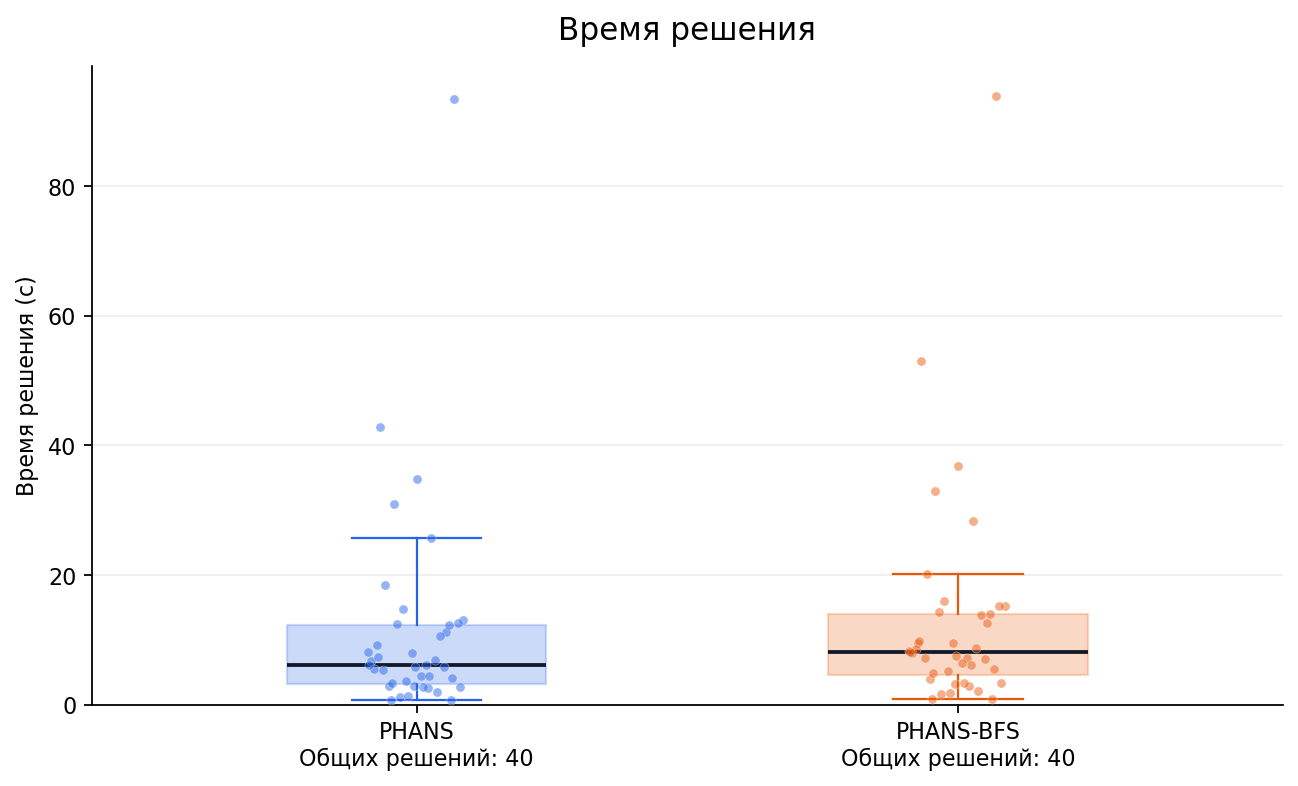 Время решения
Время решения (с)
80
60
40
20
0
PHANS
Общих решений: 40
PHANS-BFS
Общих решений: 40